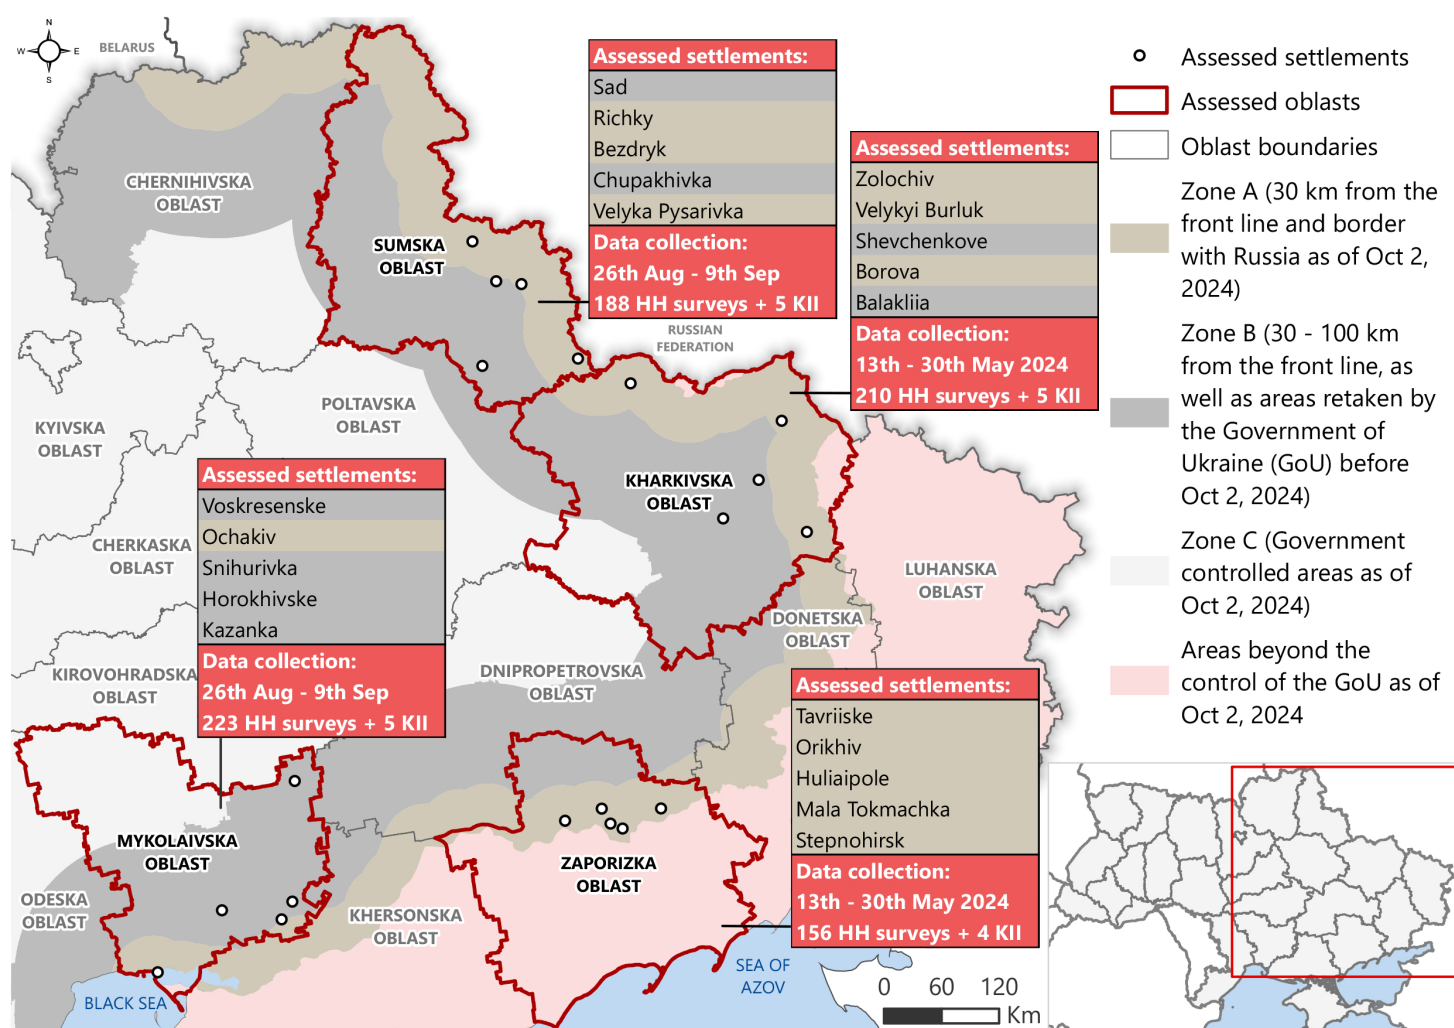 N
W
E
S
BELARUS
CHERNIHIVSKA
OBLAST
SUMSKA
OBLAST
Assessed settlements:
Sad
Richky
Bezdryk
Chupakhivka
Velyka Pysarivka
Data collection:
26th Aug - 9th Sep
188 HH surveys + 5 KII
RUSSIAN
FEDERATION
Assessed settlements:
Zolochiv
Velykyi Burluk
Shevchenkove
Borova
Balakliia
Data collection:
13th - 30th May 2024
210 HH surveys + 5 KII
KYIVSKA
OBLAST
POLTAVSKA
OBLAST
KHARKIVSKA
OBLAST
CHERKASKA
OBLAST
LUHANSKA
OBLAST
DONETSKA
OBLAST
Assessed settlements:
Voskresenske
Ochakiv
Snihurivka
Horokhivske
Kazanka
Data collection:
26th Aug - 9th Sep
223 HH surveys + 5 KII
KIROVOHRADSKA
OBLAST
DNIPROPETROVSKA
OBLAST
Assessed settlements:
Tavriiske
Orikhiv
Huliaipole
Mala Tokmachka
Stepnohirsk
Data collection:
13th - 30th May 2024
156 HH surveys + 4 KII
MYKOLAIVSKA
OBLAST
ZAPORIZKA
OBLAST
ODESKA
OBLAST
KHERSONSKA
OBLAST
BLACK SEA
SEA OF
AZOV
0 60 120
Km
Assessed settlements
Assessed oblasts
Oblast boundaries
Zone A (30 km from the
front line and border
with Russia as of Oct 2,
2024)
Zone B (30 - 100 km
from the front line, as
well as areas retaken by
the Government of
Ukraine (GoU) before
Oct 2, 2024)
Zone C (Government
controlled areas as of
Oct 2, 2024)
Areas beyond the
control of the GoU as of
Oct 2, 2024